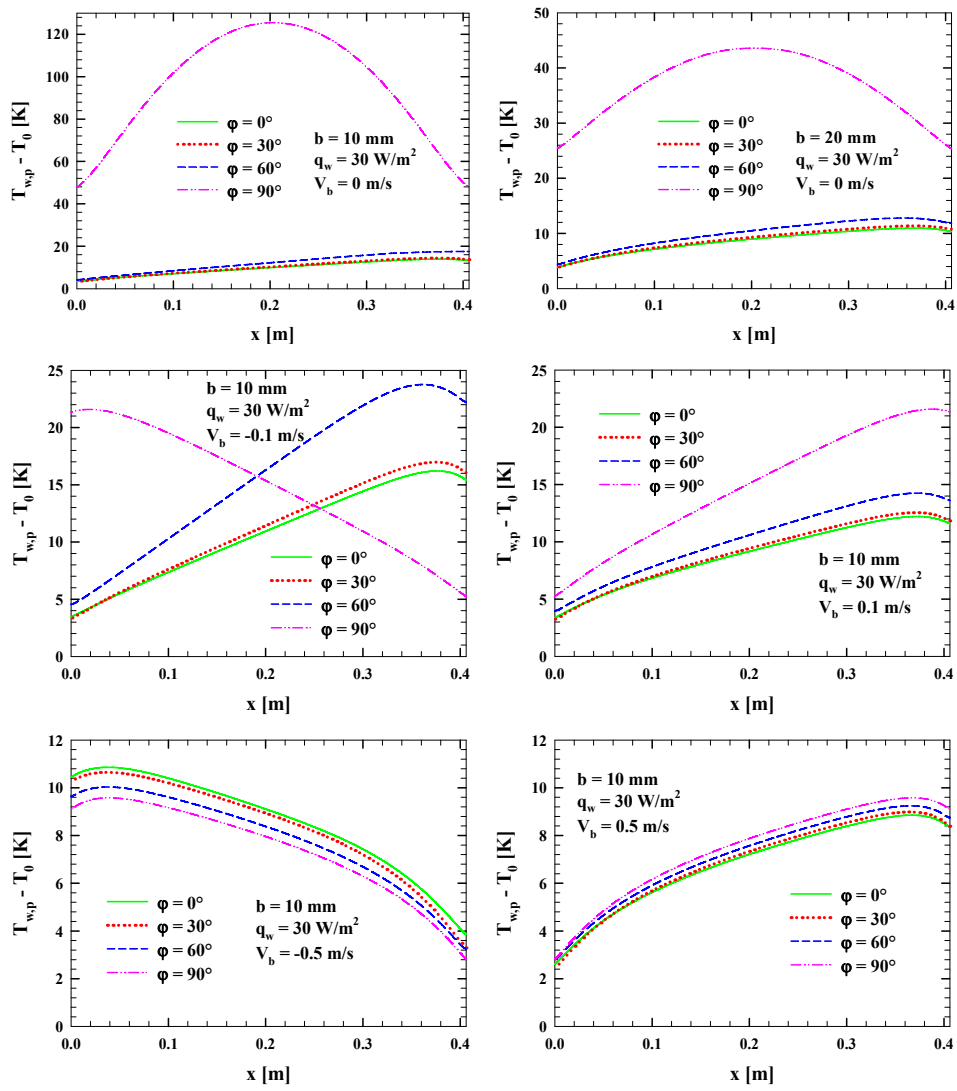 T_w,p - T_0 [K]
120
100
80
60
40
20
0
φ = 0°
φ = 30°
φ = 60°
φ = 90°
b = 10 mm
q_w = 30 W/m²
V_b = 0 m/s
0.0 0.1 0.2 0.3 0.4
x [m]
T_w,p - T_0 [K]
50
40
30
20
10
0
φ = 0°
φ = 30°
φ = 60°
φ = 90°
b = 20 mm
q_w = 30 W/m²
V_b = 0 m/s
0.0 0.1 0.2 0.3 0.4
x [m]
T_w,p - T_0 [K]
25
20
15
10
5
0
b = 10 mm
q_w = 30 W/m²
V_b = -0.1 m/s
φ = 0°
φ = 30°
φ = 60°
φ = 90°
0.0 0.1 0.2 0.3 0.4
x [m]
T_w,p - T_0 [K]
25
20
15
10
5
0
φ = 0°
φ = 30°
φ = 60°
φ = 90°
b = 10 mm
q_w = 30 W/m²
V_b = 0.1 m/s
0.0 0.1 0.2 0.3 0.4
x [m]
T_w,p - T_0 [K]
12
10
8
6
4
2
0
φ = 0°
φ = 30°
φ = 60°
φ = 90°
b = 10 mm
q_w = 30 W/m²
V_b = -0.5 m/s
0.0 0.1 0.2 0.3 0.4
x [m]
T_w,p - T_0 [K]
12
10
8
6
4
2
0
b = 10 mm
q_w = 30 W/m²
V_b = 0.5 m/s
φ = 0°
φ = 30°
φ = 60°
φ = 90°
0.0 0.1 0.2 0.3 0.4
x [m]